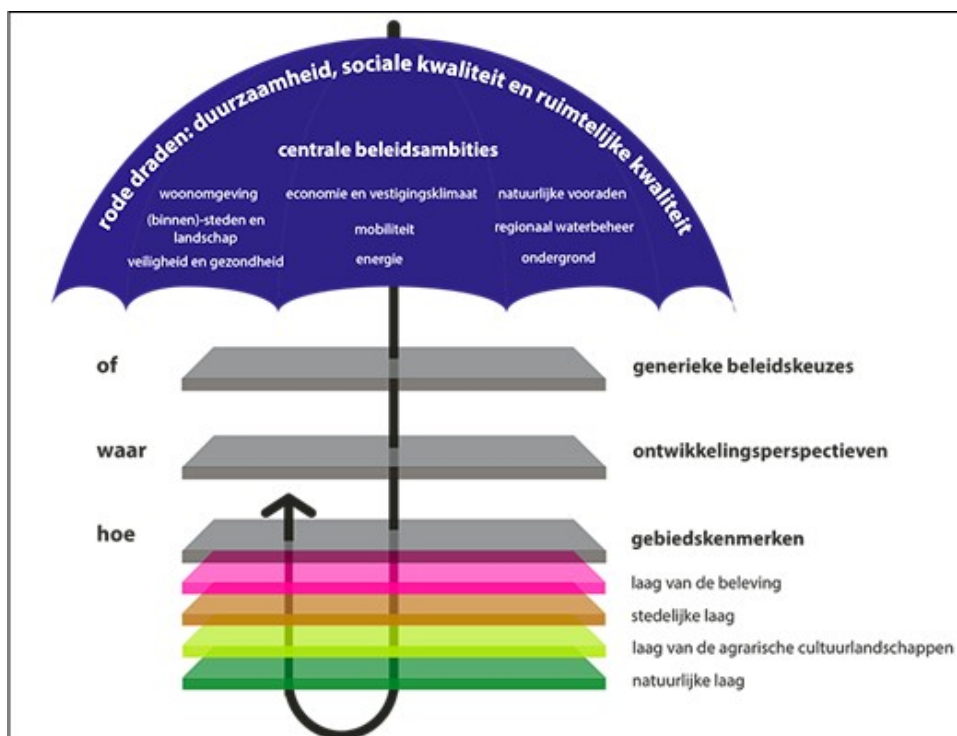 rode draden: duurzaamheid, sociale kwaliteit en ruimtelijke kwaliteit
centrale beleidsambities
woonomgeving
(binnen)-steden en
landschap
veiligheid en gezondheid
economie en vestigingsklimaat
mobiliteit
energie
natuurlijke vooraden
regionaal waterbeheer
ondergrond
of
generieke beleidskeuzes
waar
ontwikkelingsperspectieven
hoe
gebiedskenmerken
laag van de beleving
stedelijke laag
laag van de agrarische cultuurlandschappen
natuurlijke laag